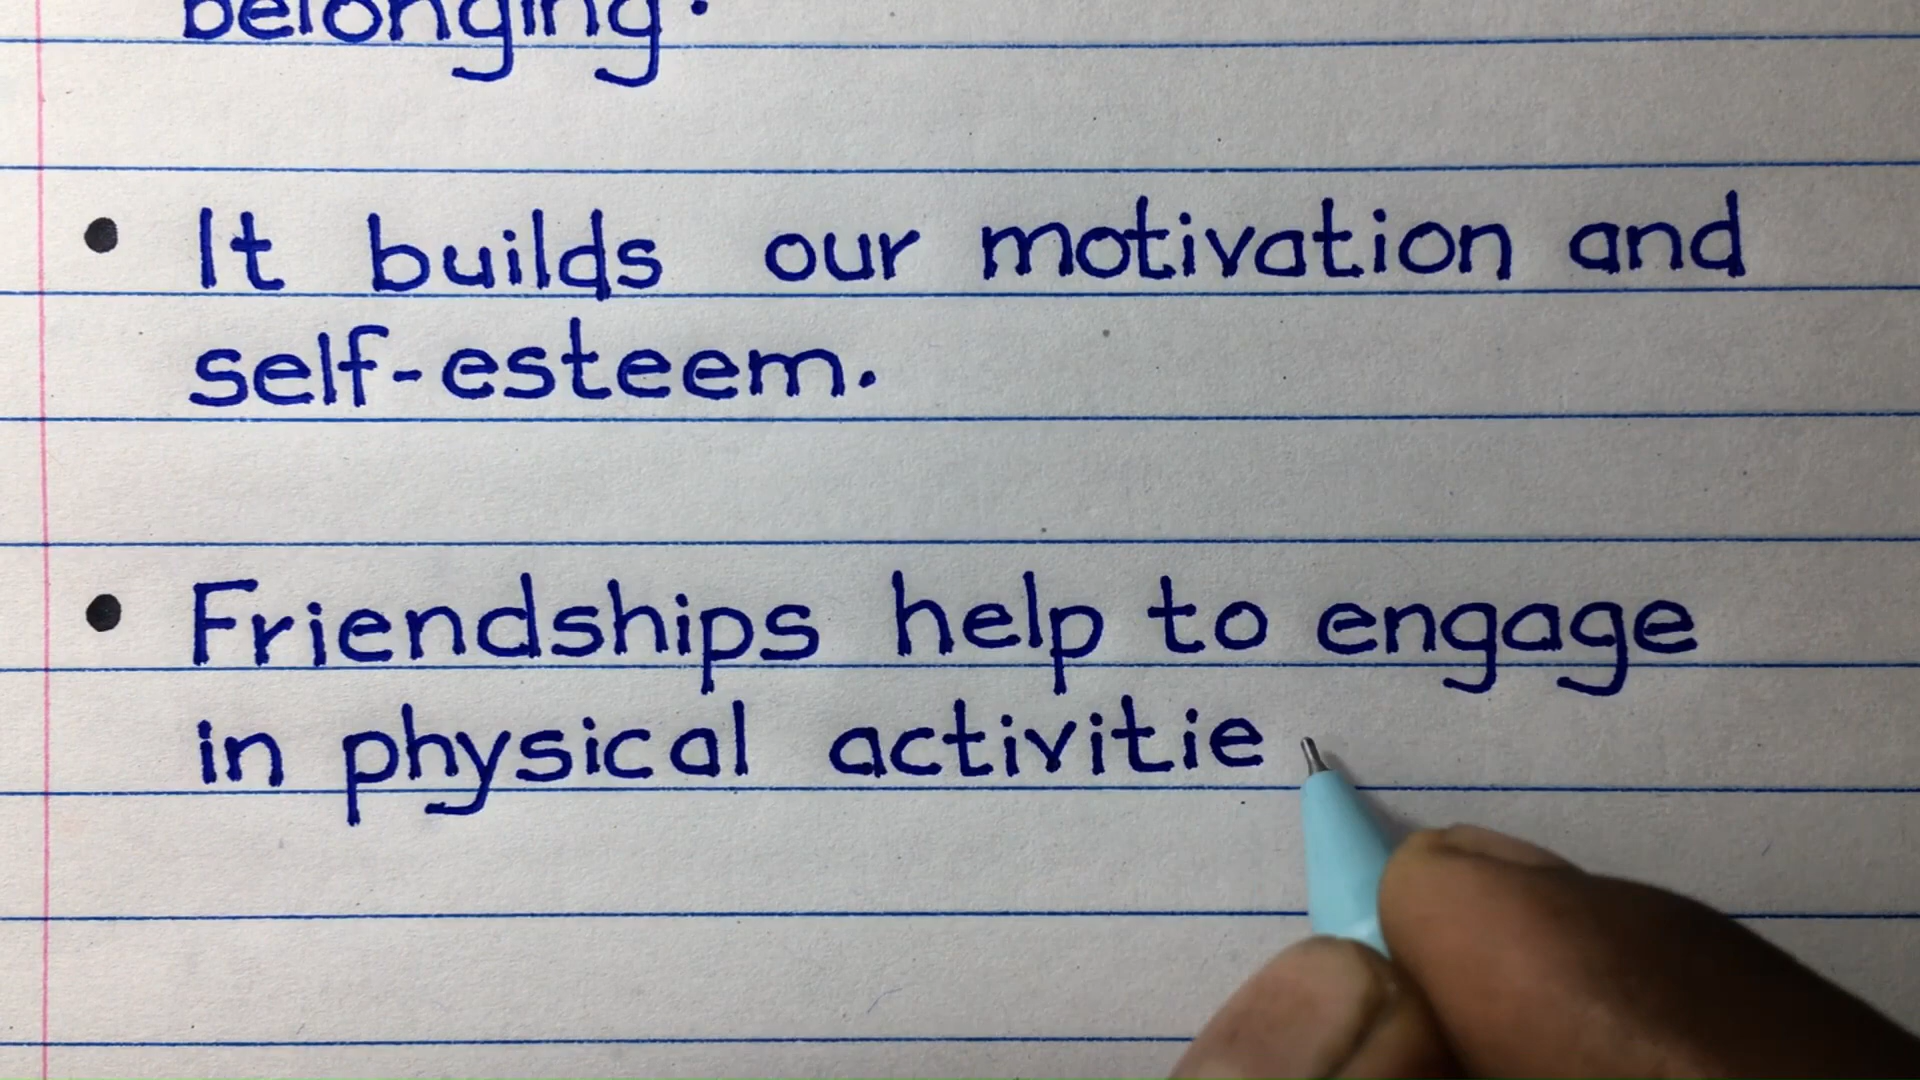 belonging.
• It builds our motivation and
self-esteem.
• Friendships help to engage
in physical activitie